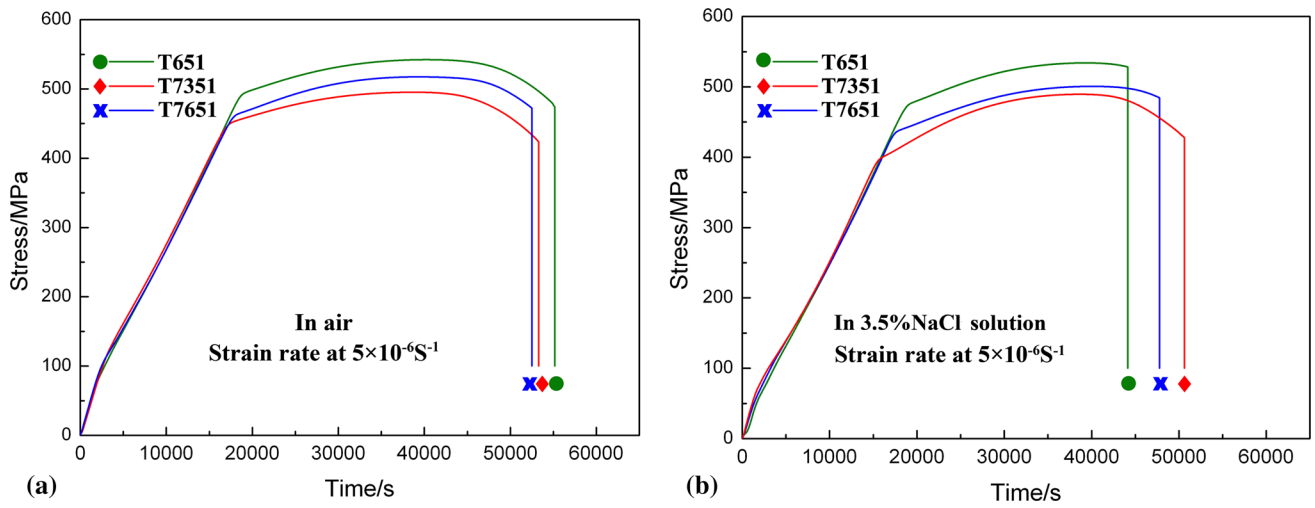 600
500
400
300
200
100
0
Stress/MPa
T651
T7351
T7651
In air
Strain rate at 5×10⁻⁶S⁻¹
0 10000 20000 30000 40000 50000 60000
Time/s
(a)
600
500
400
300
200
100
0
Stress/MPa
T651
T7351
T7651
In 3.5%NaCl solution
Strain rate at 5×10⁻⁶S⁻¹
0 10000 20000 30000 40000 50000 60000
Time/s
(b)